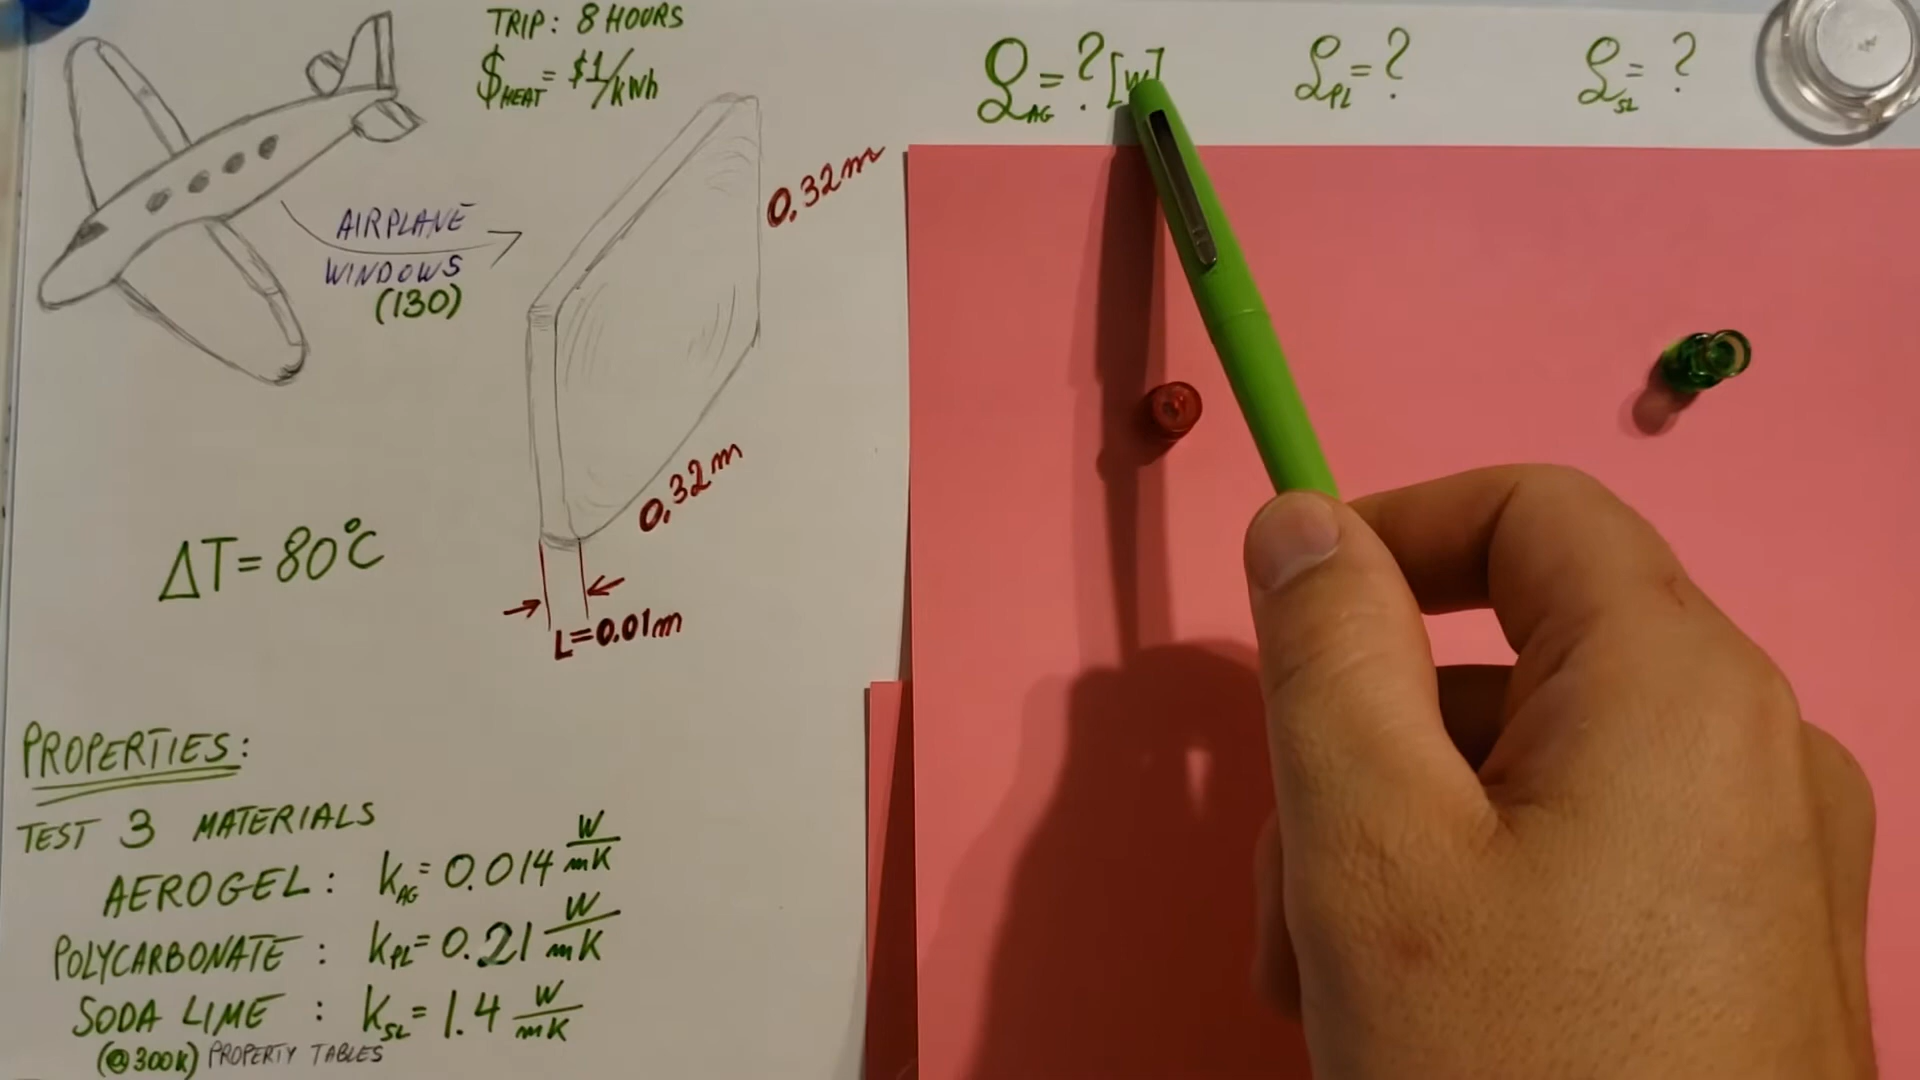 TRIP: 8 HOURS
$HEAT = $1/kWh
AIRPLANE
WINDOWS
(130)
0.32m
0.32m
L=0.01m
ΔT=80°C
QAG=?[W]
QPL=?
QSL=?
PROPERTIES:
TEST 3 MATERIALS
AEROGEL: kAG=0.014 W/mK
POLYCARBONATE: kPL=0.21 W/mK
SODA LIME: kSL=1.4 W/mK
(@300K) PROPERTY TABLES